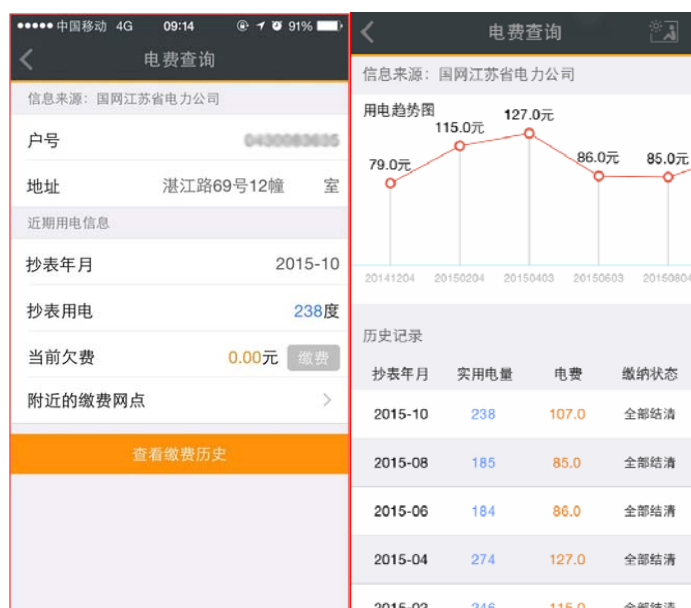 中国移动 4G 09:14 91%
电费查询
信息来源：国网江苏省电力公司
户号
地址 湛江路69号12幢 室
近期用电信息
抄表年月 2015-10
抄表用电 238度
当前欠费 0.00元 缴费
附近的缴费网点
查看缴费历史
电费查询
信息来源：国网江苏省电力公司
用电趋势图
79.0元 115.0元 127.0元 86.0元 85.0元
20141204 20150204 20150403 20150603 20150804
历史记录
抄表年月 实用电量 电费 缴纳状态
2015-10 238 107.0 全部结清
2015-08 185 85.0 全部结清
2015-06 184 86.0 全部结清
2015-04 274 127.0 全部结清
2015-02 246 115.0 全部结清